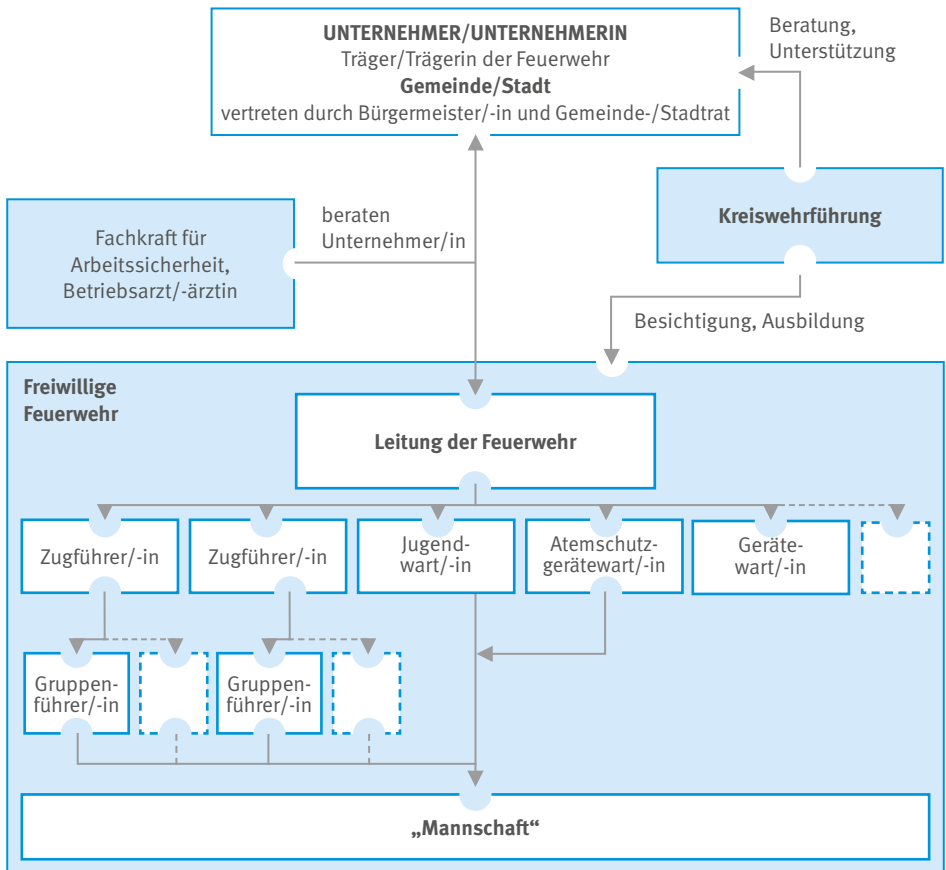 UNTERNEHMER/UNTERNEHMERIN
Träger/Trägerin der Feuerwehr
Gemeinde/Stadt
vertreten durch Bürgermeister/-in und Gemeinde-/Stadtrat
Beratung,
Unterstützung
Kreiswehrführung
Fachkraft für
Arbeitssicherheit,
Betriebsarzt/-ärztin
beraten
Unternehmer/in
Besichtigung, Ausbildung
Freiwillige
Feuerwehr
Leitung der Feuerwehr
Zugführer/-in
Zugführer/-in
Jugend-
wart/-in
Atemschutz-
gerätewart/-in
Geräte-
wart/-in
Gruppen-
führer/-in
Gruppen-
führer/-in
„Mannschaft“